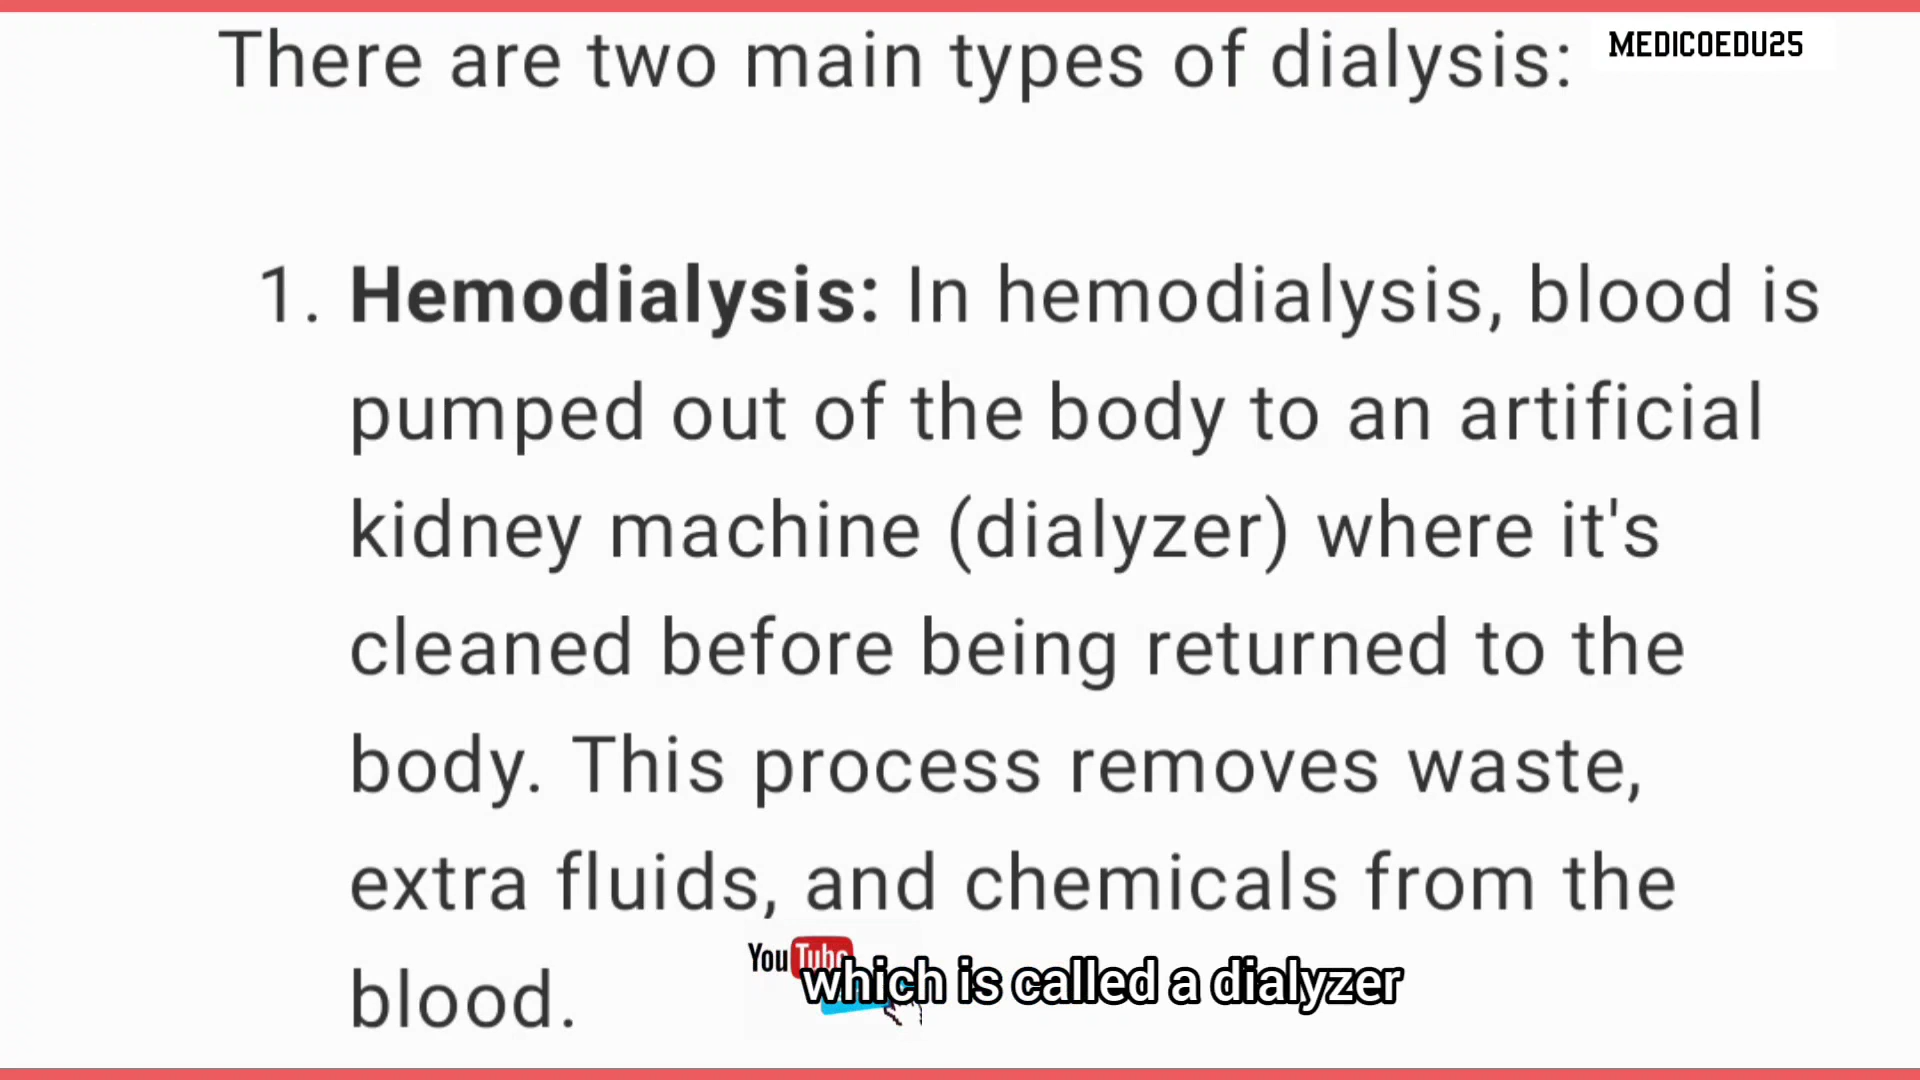 There are two main types of dialysis:
MEDICOEDU25
1. Hemodialysis: In hemodialysis, blood is
pumped out of the body to an artificial
kidney machine (dialyzer) where it's
cleaned before being returned to the
body. This process removes waste,
extra fluids, and chemicals from the
blood.
YouTube
which is called a dialyzer